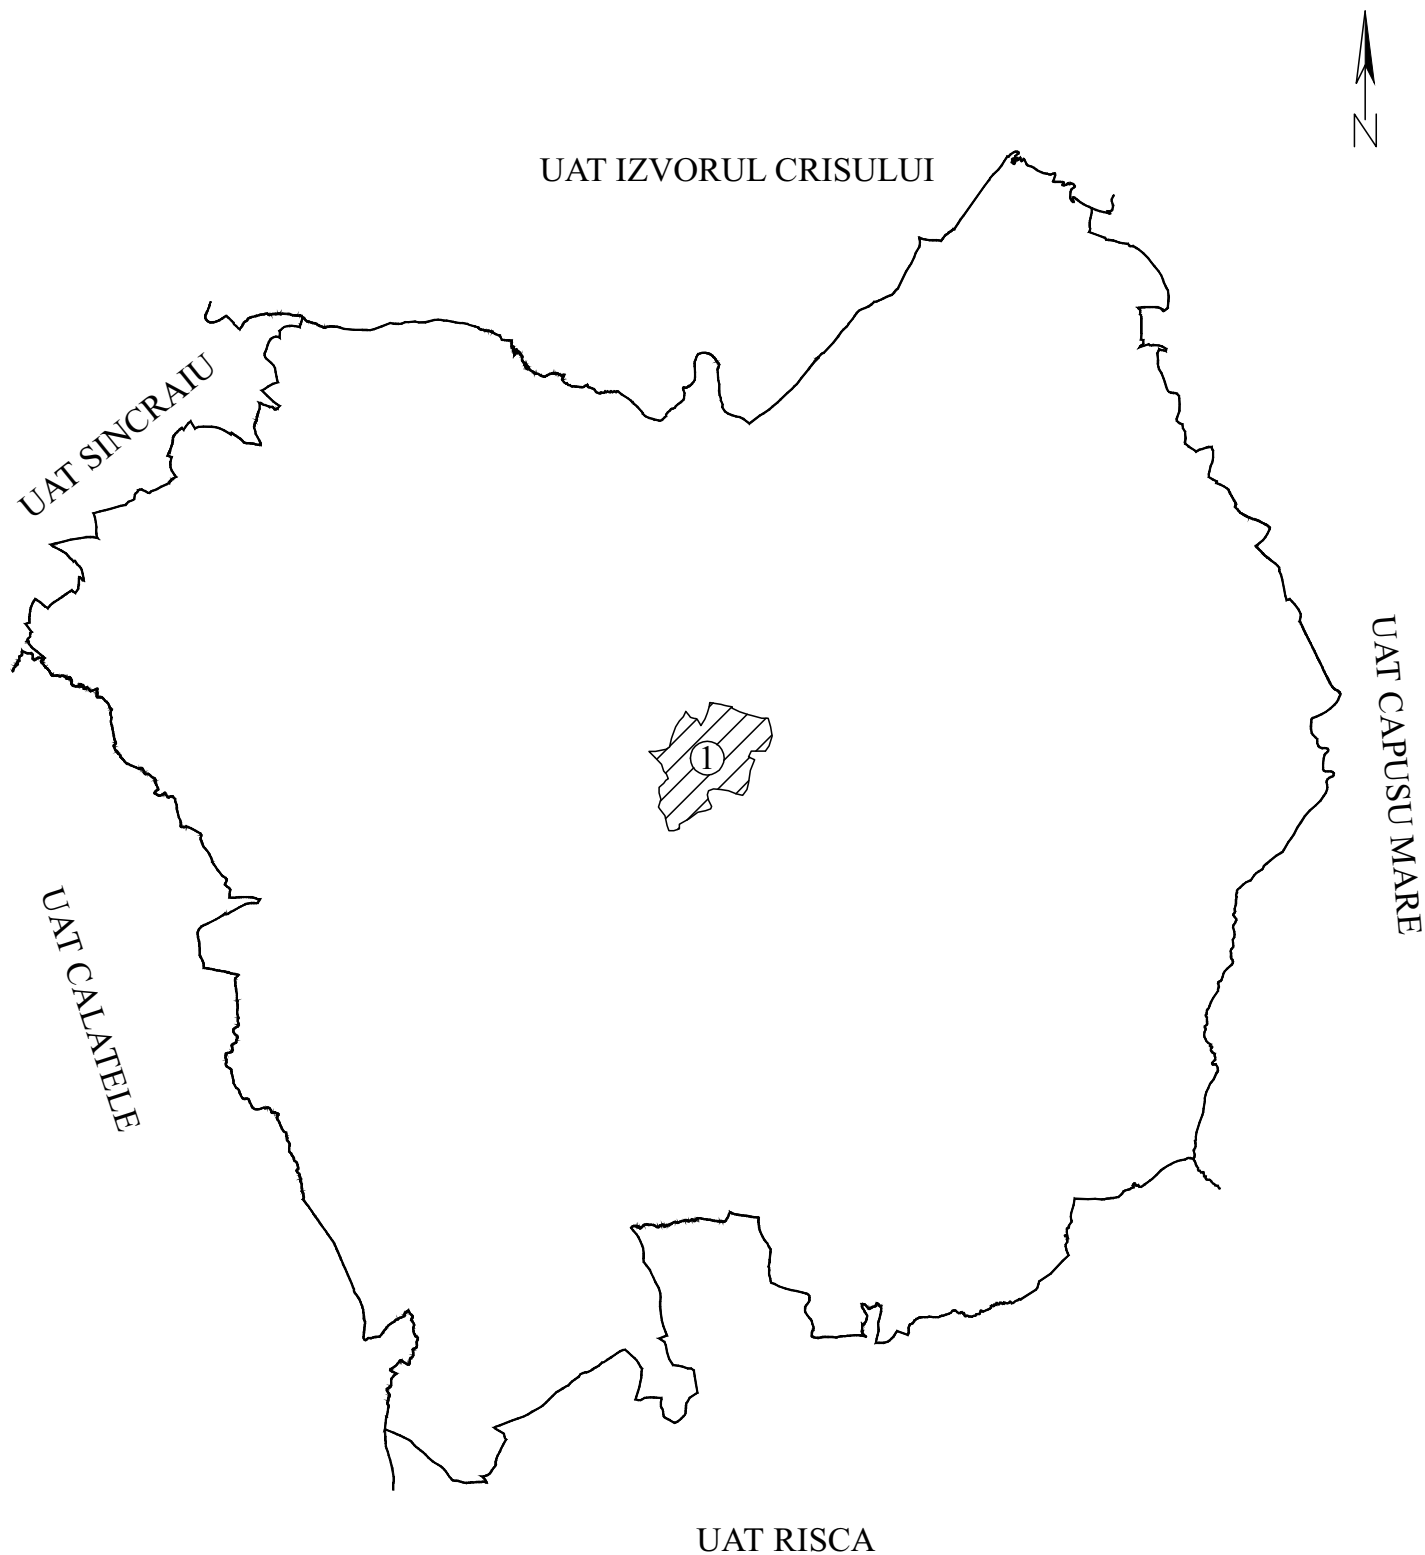 N
UAT IZVORUL CRISULUI
UAT SINCRAIU
UAT CAPUSU MARE
1
UAT CALATELE
UAT RISCA